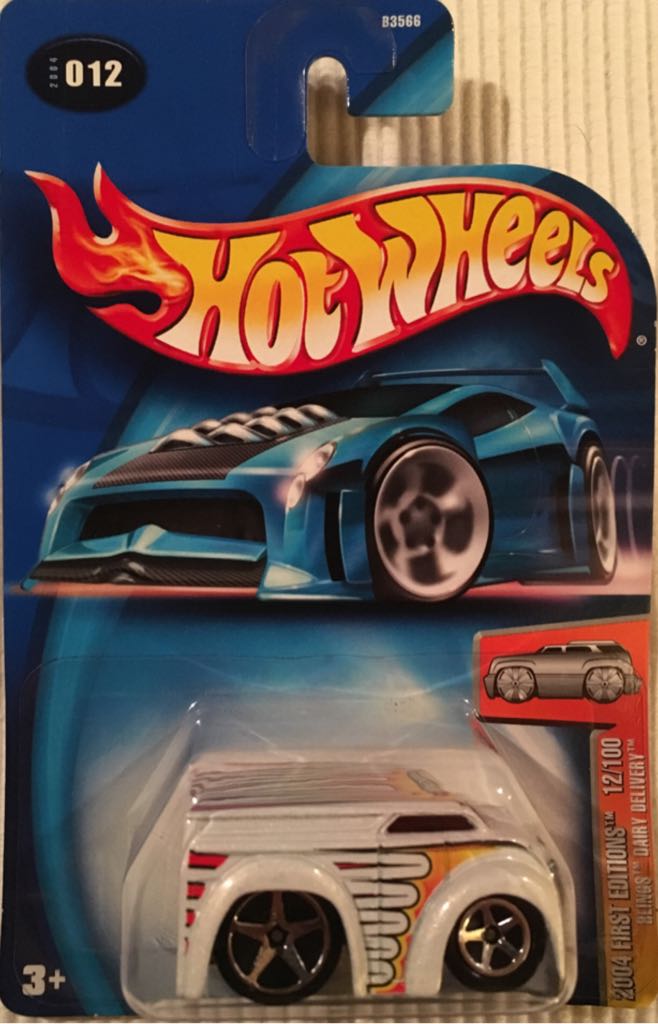 B3566
2004
012
HOT WHEELS
®
2004 FIRST EDITIONS™ 12/100
BLINGS™ DAIRY DELIVERY™
3+